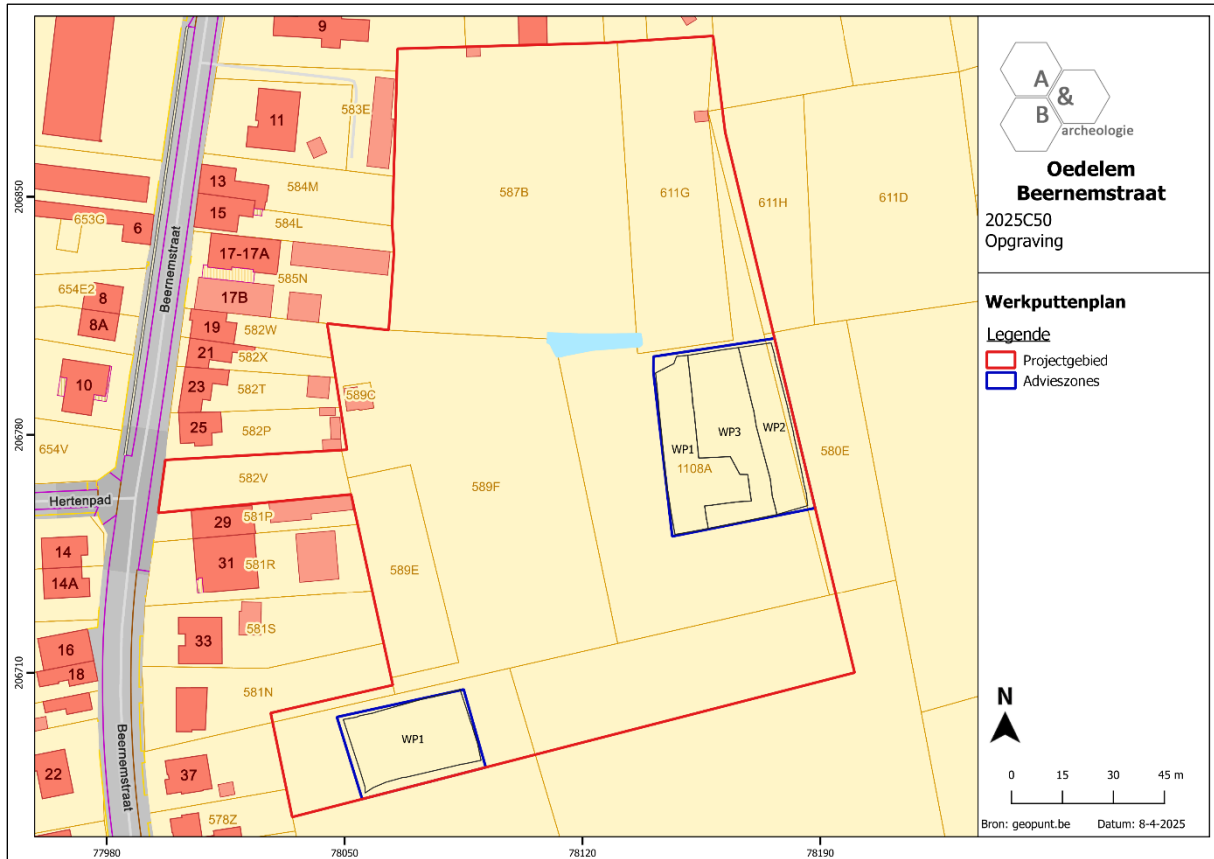 9
11
583E
13
584M
15
584L
653G
6
17-17A
585N
654E2
8
17B
8A
19
582W
21
582X
10
23
582T
589C
25
582P
654V
Beernemstraat
Hertenpad
582V
29
581P
14
31
581R
14A
589E
33
581S
16
18
581N
22
37
578Z
Beernemstraat
587B
611G
611H
611D
589F
WP1
WP3
WP2
1108A
580E
WP1
206850
206780
206710
77980
78050
78120
78190
A
&
B
archeologie
Oedelem
Beernemstraat
2025C50
Opgraving
Werkputtenplan
Legende
Projectgebied
Advieszones
N
0 15 30 45 m
Bron: geopunt.be Datum: 8-4-2025